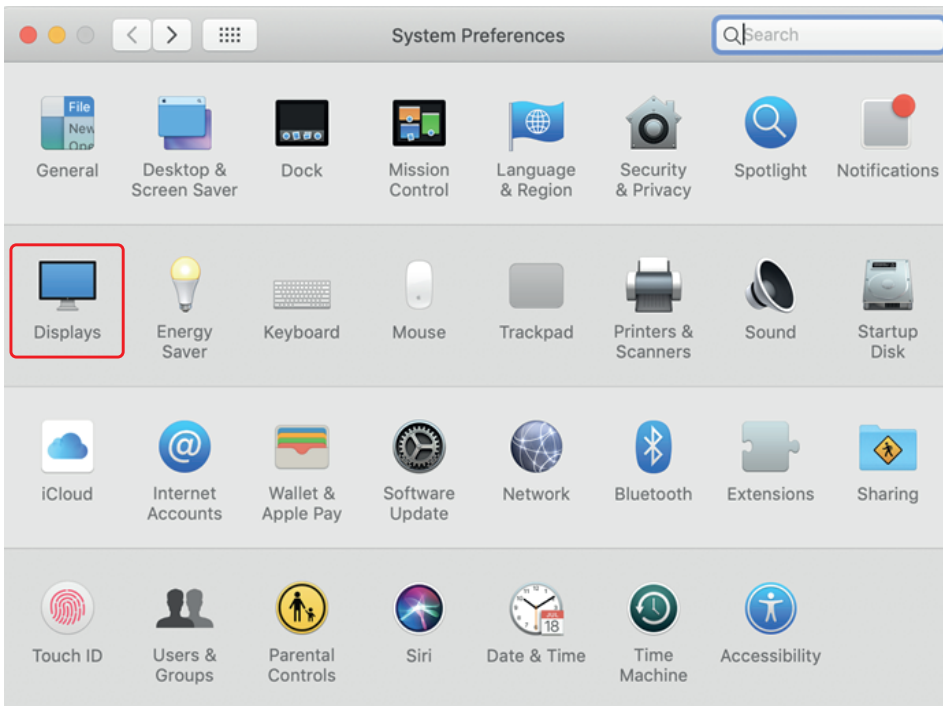 System Preferences
Search
File
New
Ope
General
Desktop &
Screen Saver
Dock
Mission
Control
Language
& Region
Security
& Privacy
Spotlight
Notifications
Displays
Energy
Saver
Keyboard
Mouse
Trackpad
Printers &
Scanners
Sound
Startup
Disk
iCloud
@
Internet
Accounts
Wallet &
Apple Pay
Software
Update
Network
Bluetooth
Extensions
Sharing
Touch ID
Users &
Groups
Parental
Controls
Siri
JUL
18
Date & Time
Time
Machine
Accessibility